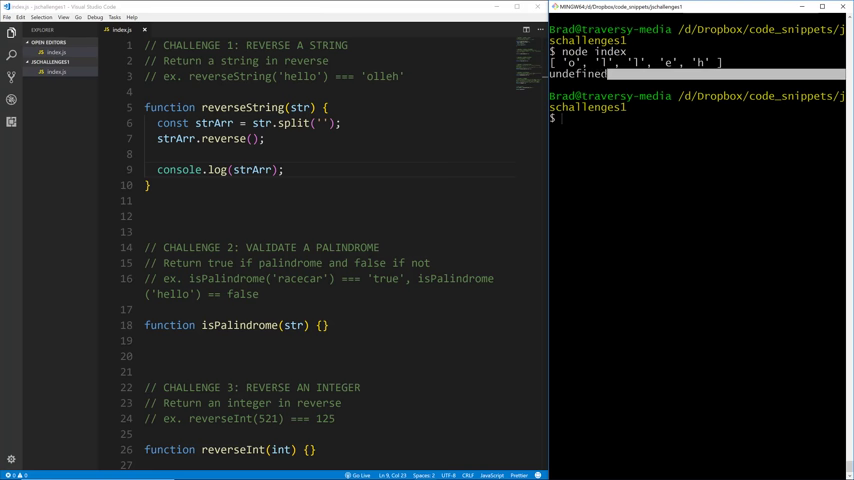 index.js - jschallenges1 - Visual Studio Code
File Edit Selection View Go Debug Tasks Help
EXPLORER
OPEN EDITORS
index.js
JSCHALLENGES1
index.js
index.js
1 // CHALLENGE 1: REVERSE A STRING
2 // Return a string in reverse
3 // ex. reverseString('hello') === 'olleh'
4
5 function reverseString(str) {
6 const strArr = str.split('');
7 strArr.reverse();
8
9 console.log(strArr);
10 }
11
12
13
14 // CHALLENGE 2: VALIDATE A PALINDROME
15 // Return true if palindrome and false if not
16 // ex. isPalindrome('racecar') === 'true', isPalindrome
('hello') == false
17
18 function isPalindrome(str) {}
19
20
21
22 // CHALLENGE 3: REVERSE AN INTEGER
23 // Return an integer in reverse
24 // ex. reverseInt(521) === 125
25
26 function reverseInt(int) {}
27
0 0
Go Live Ln 9, Col 23 Spaces: 2 UTF-8 CRLF JavaScript Prettier
MINGW64:/d/Dropbox/code_snippets/jschallenges1
Brad@traversy-media /d/Dropbox/code_snippets/j
schallenges1
$ node index
[ 'o', 'l', 'l', 'e', 'h' ]
undefined
Brad@traversy-media /d/Dropbox/code_snippets/j
schallenges1
$